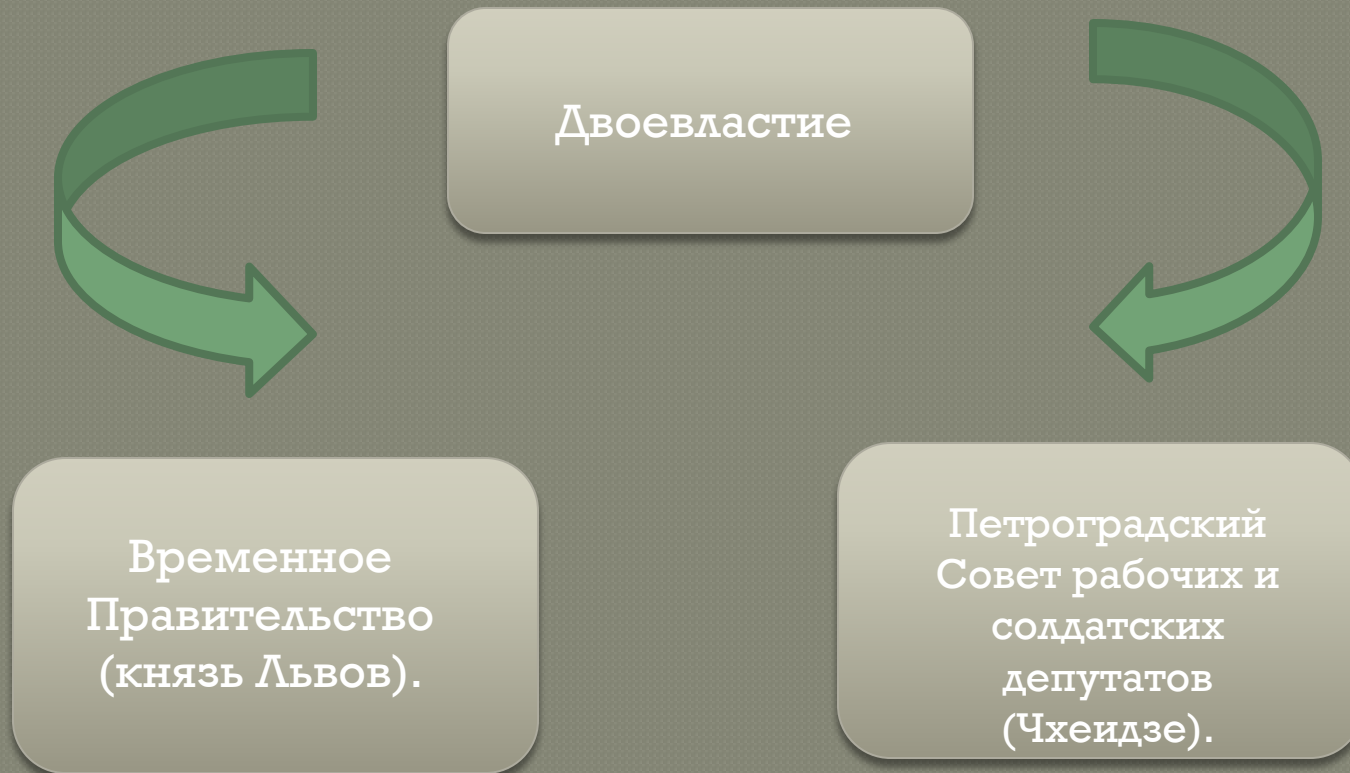 Двоевластие
Временное
Правительство
(князь Львов).
Петроградский
Совет рабочих и
солдатских
депутатов
(Чхеидзе).